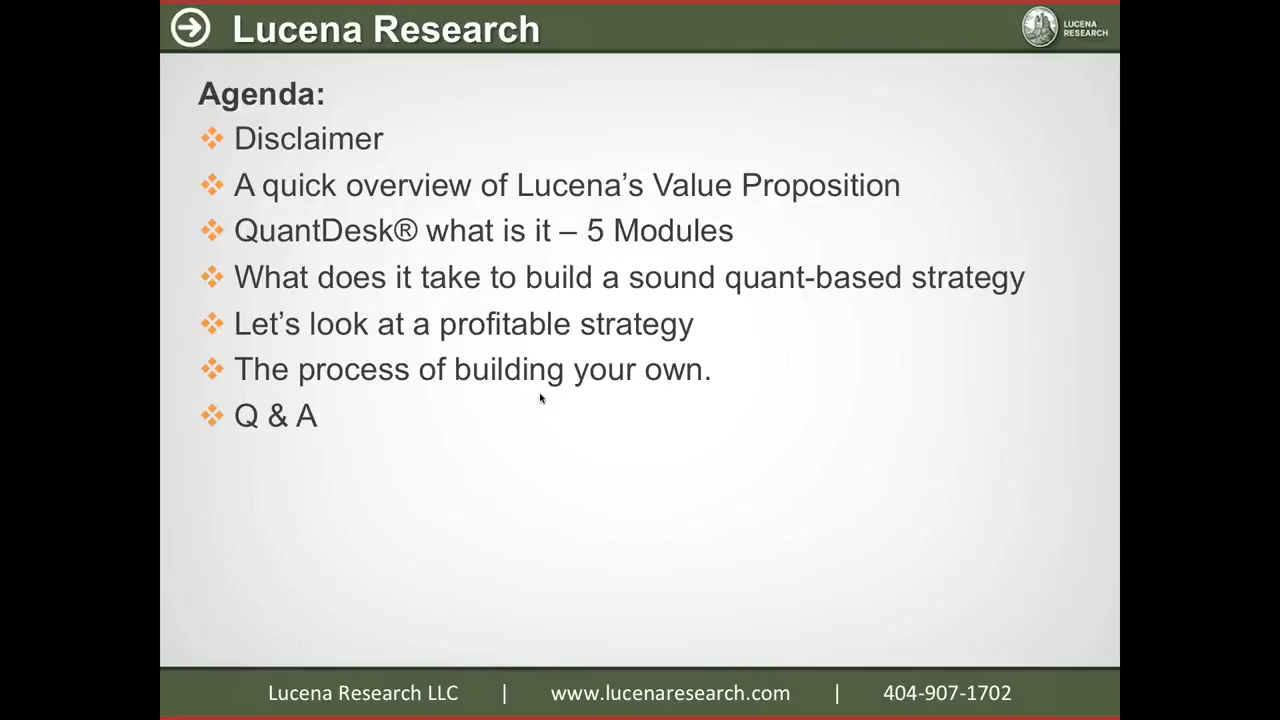 Lucena Research
LUCENA
RESEARCH
Agenda:
Disclaimer
A quick overview of Lucena’s Value Proposition
QuantDesk® what is it – 5 Modules
What does it take to build a sound quant-based strategy
Let’s look at a profitable strategy
The process of building your own.
Q & A
Lucena Research LLC | www.lucenaresearch.com | 404-907-1702